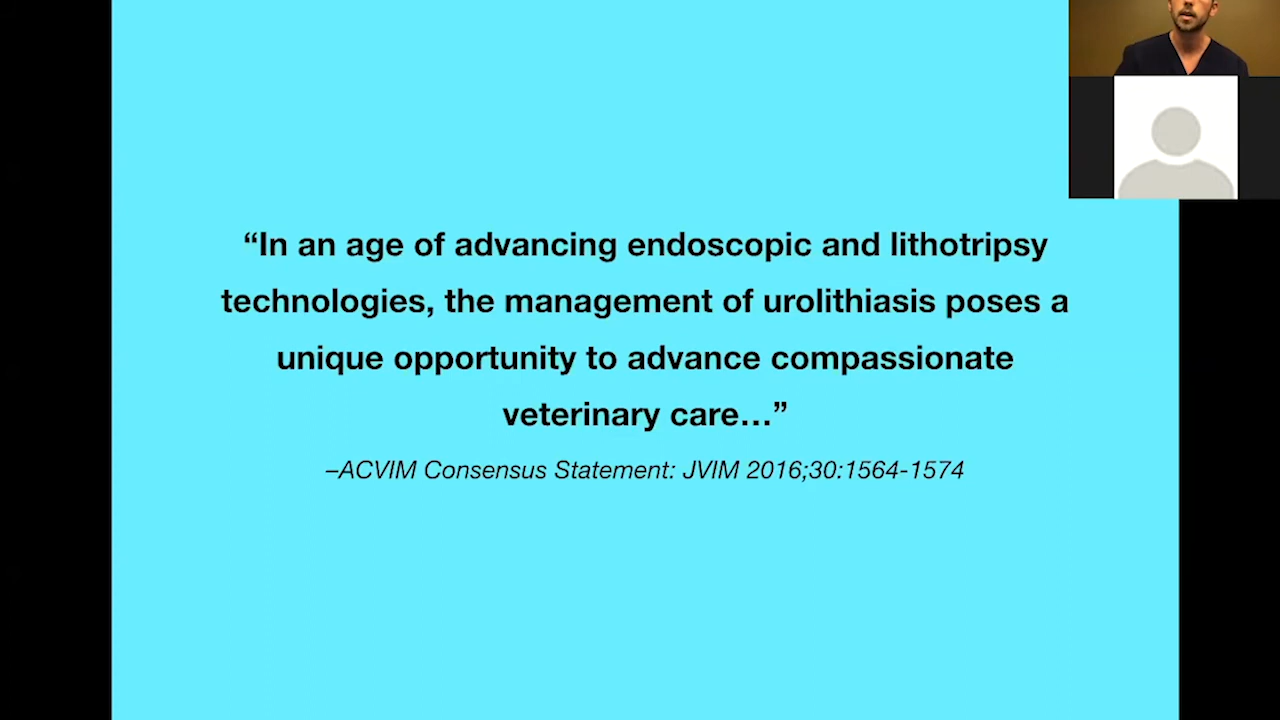 “In an age of advancing endoscopic and lithotripsy
technologies, the management of urolithiasis poses a
unique opportunity to advance compassionate
veterinary care…”
–ACVIM Consensus Statement: JVIM 2016;30:1564-1574